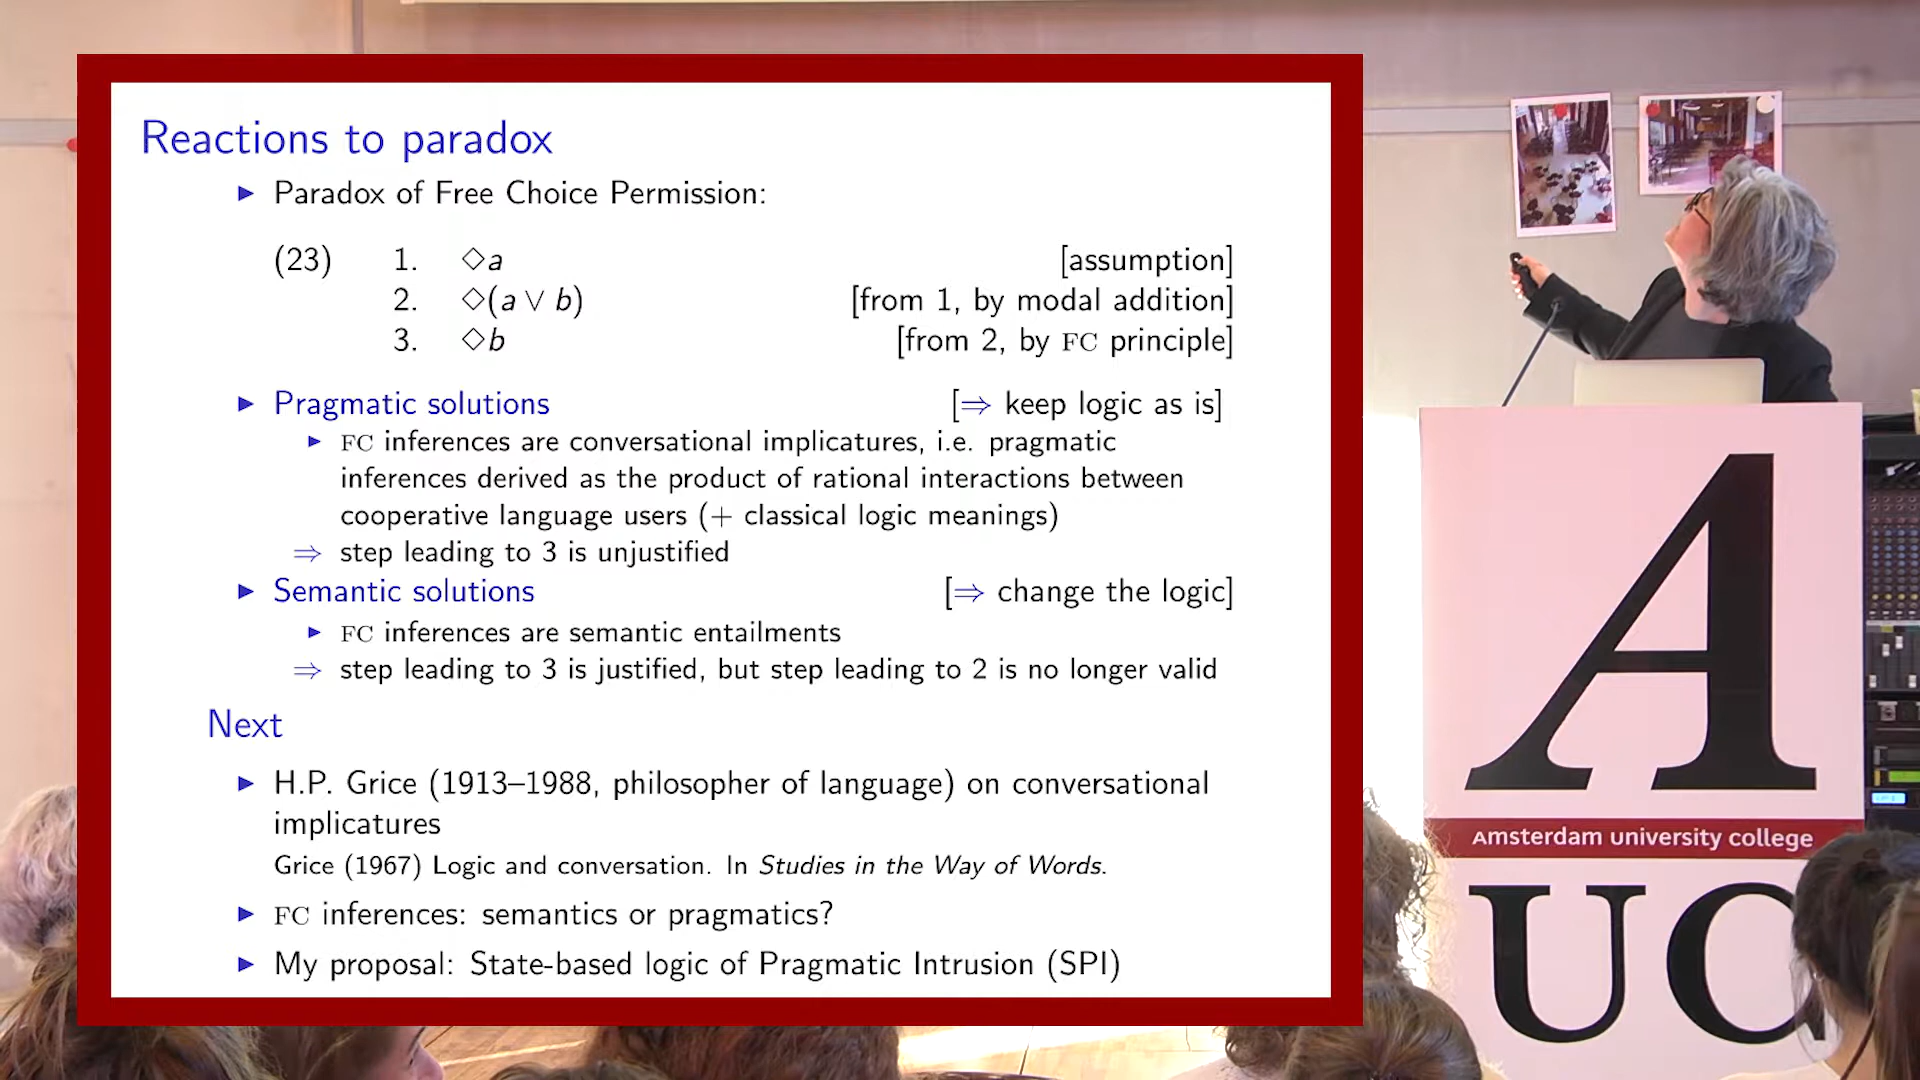 Reactions to paradox
▶ Paradox of Free Choice Permission:
(23) 1. ◇a [assumption]
2. ◇(a ∨ b) [from 1, by modal addition]
3. ◇b [from 2, by FC principle]
▶ Pragmatic solutions [⇒ keep logic as is]
▶ FC inferences are conversational implicatures, i.e. pragmatic
inferences derived as the product of rational interactions between
cooperative language users (+ classical logic meanings)
⇒ step leading to 3 is unjustified
▶ Semantic solutions [⇒ change the logic]
▶ FC inferences are semantic entailments
⇒ step leading to 3 is justified, but step leading to 2 is no longer valid
Next
▶ H.P. Grice (1913–1988, philosopher of language) on conversational
implicatures
Grice (1967) Logic and conversation. In Studies in the Way of Words.
▶ FC inferences: semantics or pragmatics?
▶ My proposal: State-based logic of Pragmatic Intrusion (SPI)
A
Amsterdam university college
UC